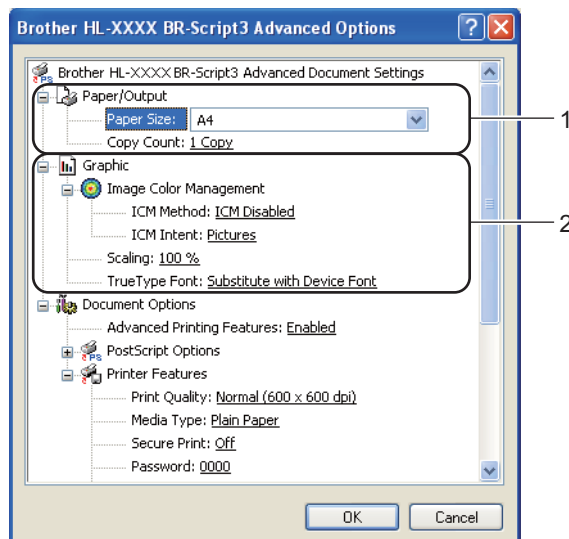 Brother HL-XXXX BR-Script3 Advanced Options
Brother HL-XXXX BR-Script3 Advanced Document Settings
Paper/Output
Paper Size: A4
1
Copy Count: 1 Copy
Graphic
Image Color Management
ICM Method: ICM Disabled
2
ICM Intent: Pictures
Scaling: 100 %
TrueType Font: Substitute with Device Font
Document Options
Advanced Printing Features: Enabled
PostScript Options
Printer Features
Print Quality: Normal (600 x 600 dpi)
Media Type: Plain Paper
Secure Print: Off
Password: 0000
OK Cancel